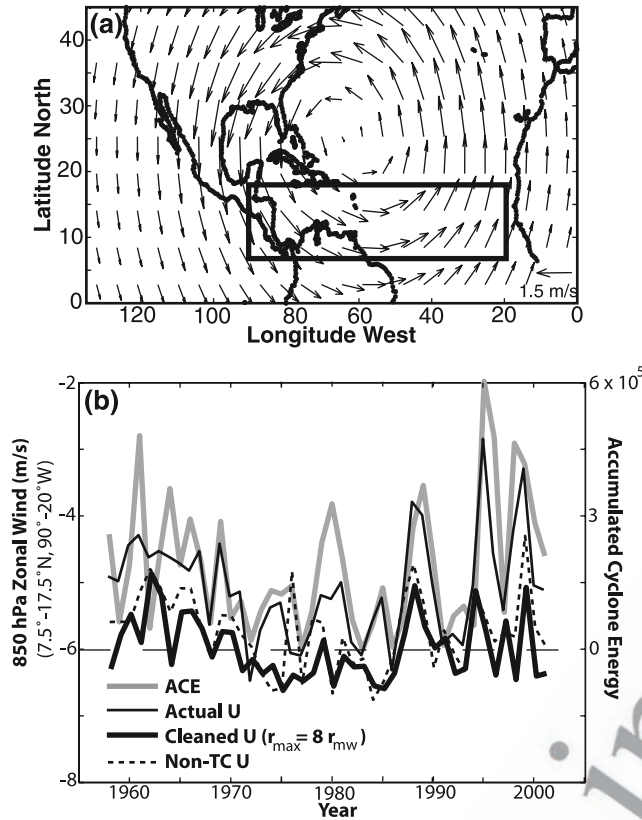 (a)
Latitude North
40
30
20
10
0
1.5 m/s
120 100 80 60 40 20 0
Longitude West
(b)
850 hPa Zonal Wind (m/s)
(7.5°-17.5°N, 90°-20°W)
-2
-4
-6
-8
6 x 10⁵
3
0
Accumulated Cyclone Energy
ACE
Actual U
Cleaned U (rmax= 8 rmw)
Non-TC U
1960 1970 1980 1990 2000
Year